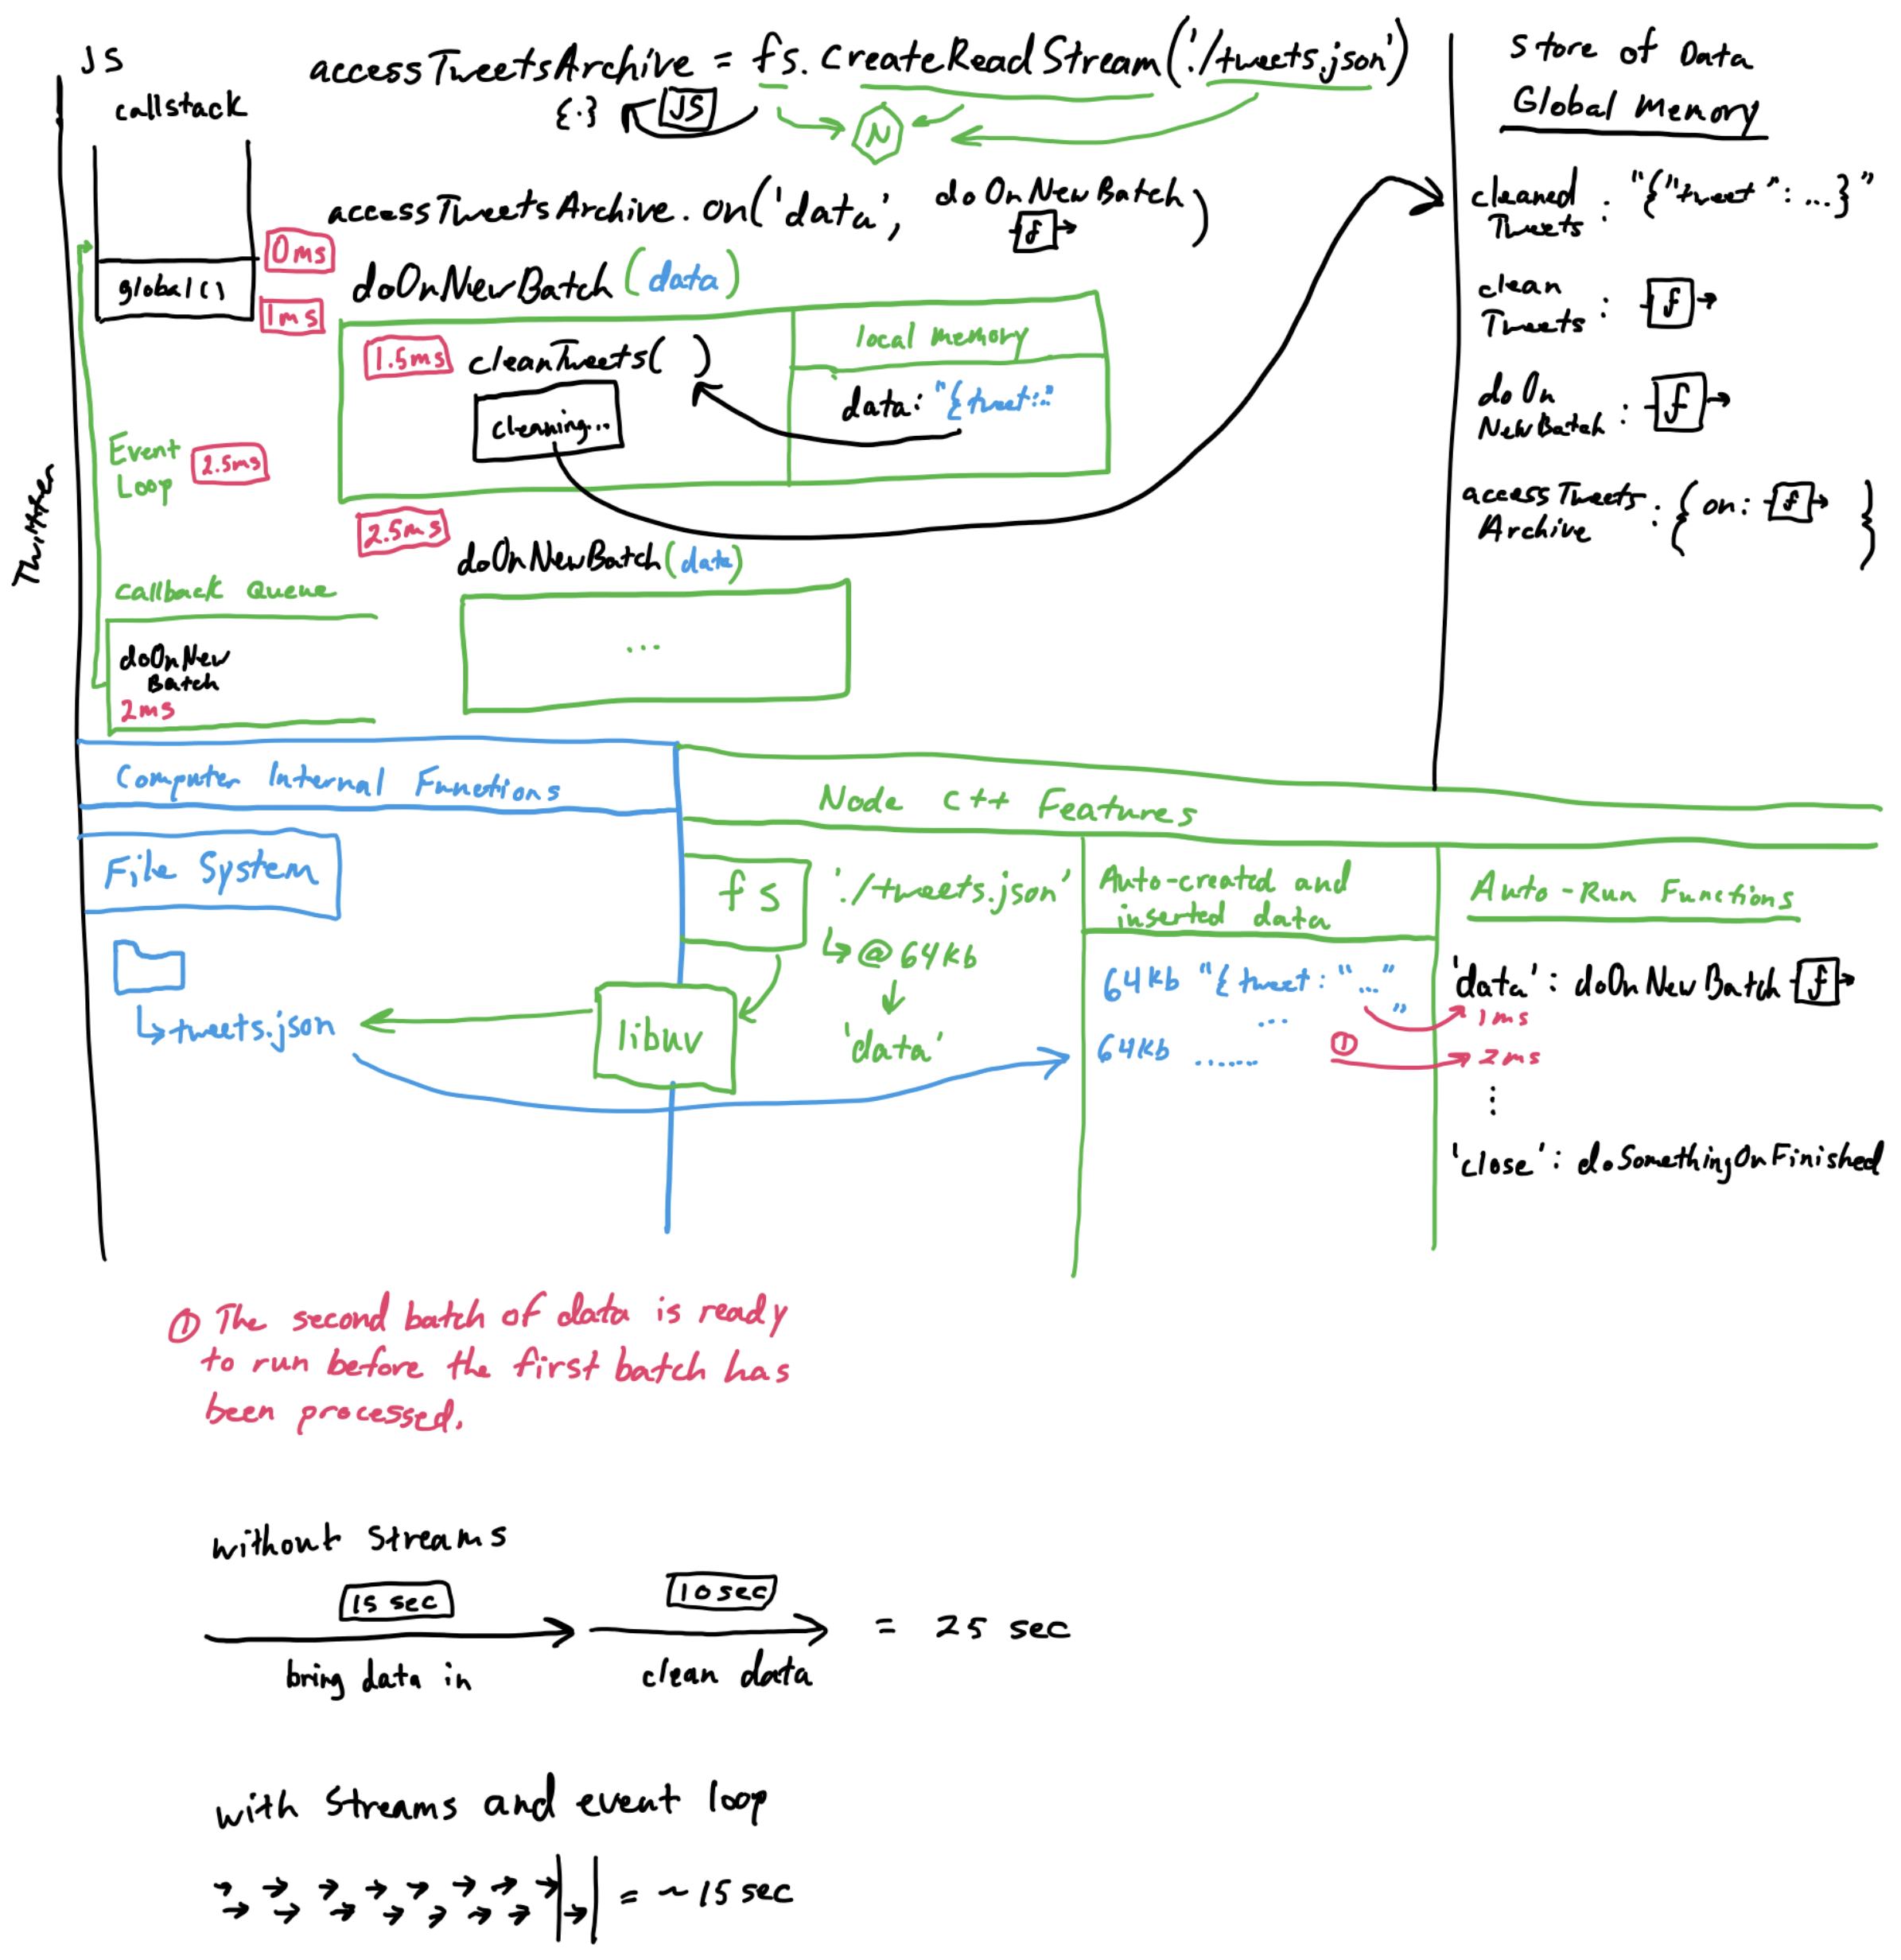 JS
callstack
global()
0ms
1ms
accessTweetsArchive = fs.createReadStream('./tweets.json')
{·} JS
N
accessTweetsArchive.on('data', doOnNewBatch)
f
doOnNewBatch(data)
1.5ms cleanTweets( )
cleaning...
local memory
data: "{tweet:.."
2.5ms
Event
Loop
2.5ms
Twitter
doOnNewBatch(data)
...
callback Queue
doOnNew
Batch
2ms
Store of Data
Global Memory
cleaned
Tweets : "{"tweet": ...}"
clean
Tweets : f
doOn
NewBatch : f
accessTweets
Archive : { on: f }
Computer Internal Functions
File System
tweets.json
Node C++ Features
fs
'./tweets.json'
@ 64kb
'data'
libuv
Auto-created and
inserted data
64kb "{tweet: "..."
... "
64kb ......
1
Auto-Run Functions
'data': doOnNewBatch f
1ms
2ms
⋮
'close': doSomethingOnFinished
① The second batch of data is ready
to run before the first batch has
been processed.
without streams
15 sec
10 sec
bring data in
clean data
= 25 sec
with streams and event loop
= ~15 sec